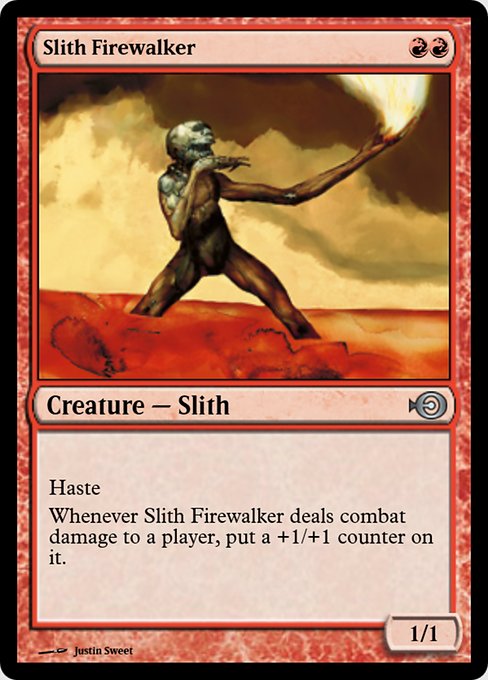 Slith Firewalker
Creature — Slith
Haste
Whenever Slith Firewalker deals combat
damage to a player, put a +1/+1 counter on
it.
1/1
Justin Sweet